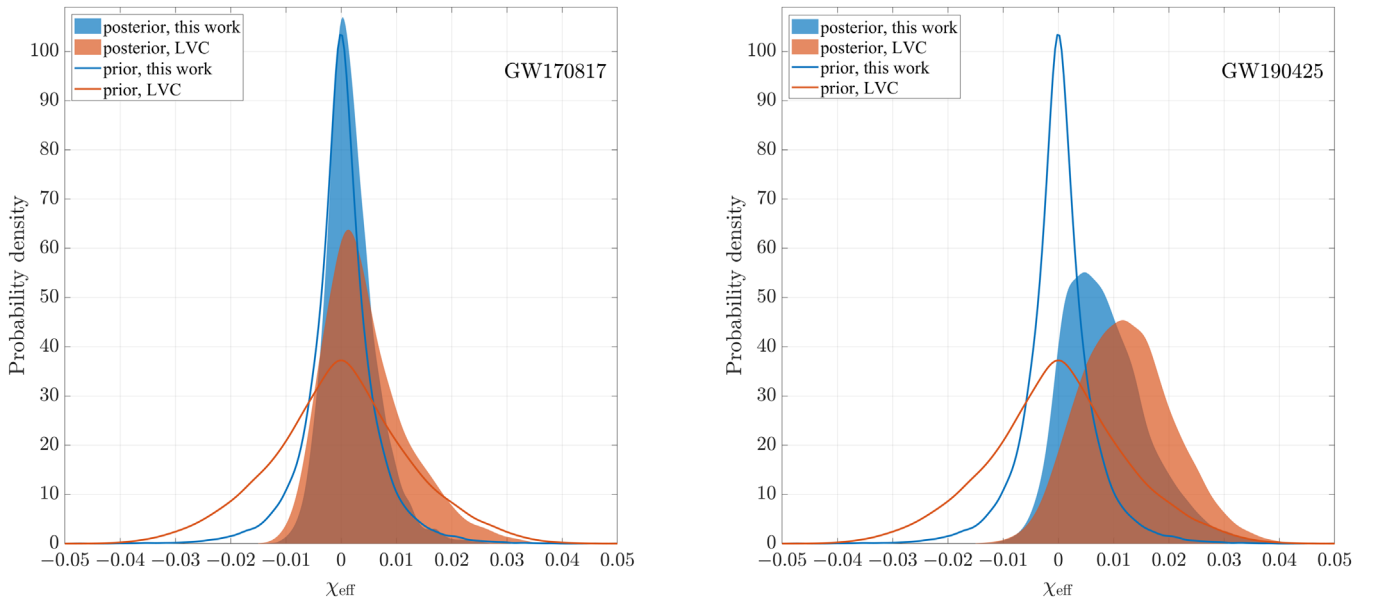 posterior, this work
posterior, LVC
prior, this work
prior, LVC
GW170817
Probability density
100
90
80
70
60
50
40
30
20
10
0
−0.05 −0.04 −0.03 −0.02 −0.01 0 0.01 0.02 0.03 0.04 0.05
χeff
posterior, this work
posterior, LVC
prior, this work
prior, LVC
GW190425
Probability density
100
90
80
70
60
50
40
30
20
10
0
−0.05 −0.04 −0.03 −0.02 −0.01 0 0.01 0.02 0.03 0.04 0.05
χeff